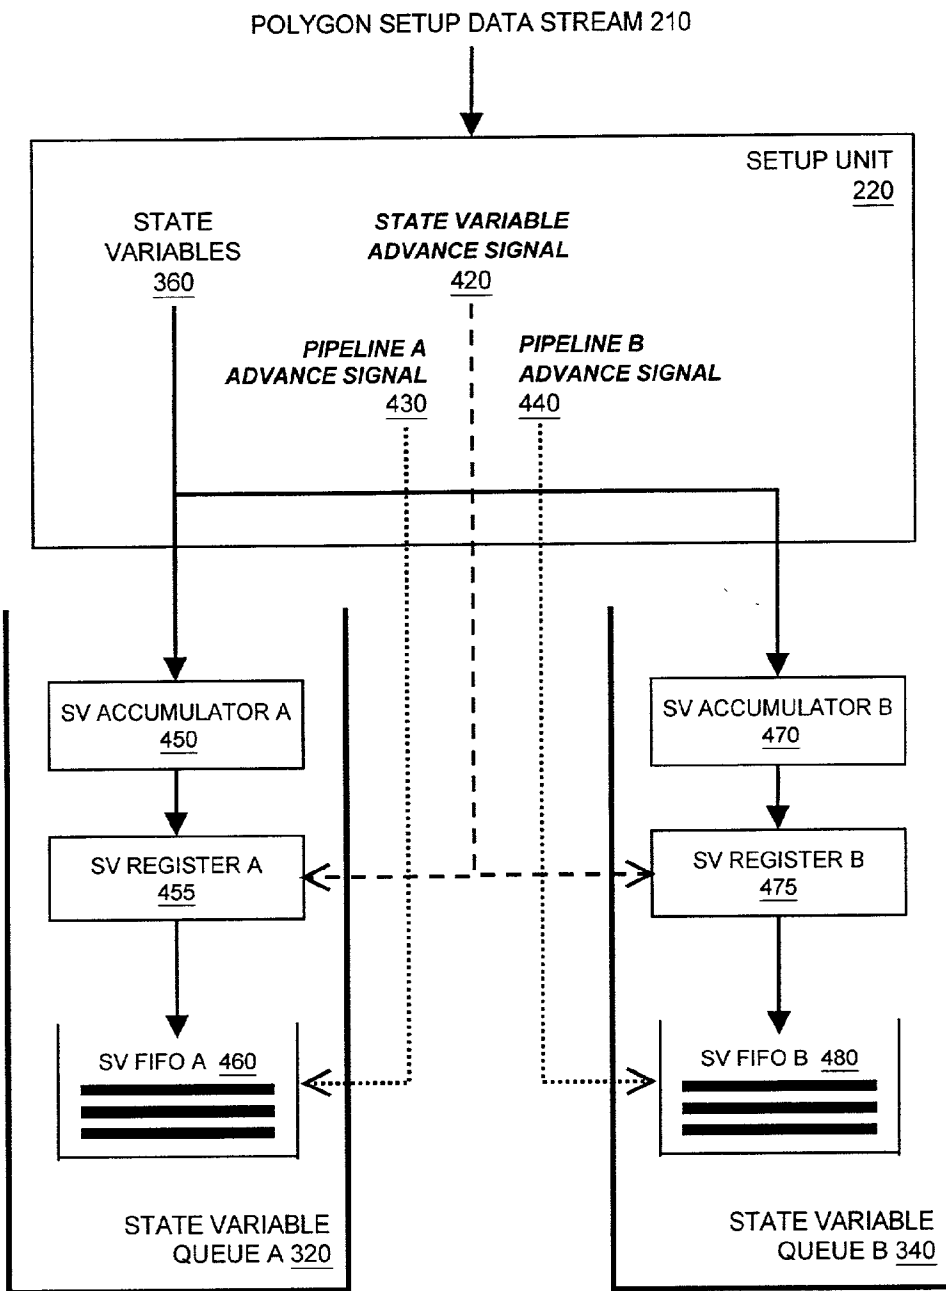 POLYGON SETUP DATA STREAM 210
SETUP UNIT
220
STATE
VARIABLES
360
STATE VARIABLE
ADVANCE SIGNAL
420
PIPELINE A
ADVANCE SIGNAL
430
PIPELINE B
ADVANCE SIGNAL
440
SV ACCUMULATOR A
450
SV ACCUMULATOR B
470
SV REGISTER A
455
SV REGISTER B
475
SV FIFO A 460
SV FIFO B 480
STATE VARIABLE
QUEUE A 320
STATE VARIABLE
QUEUE B 340